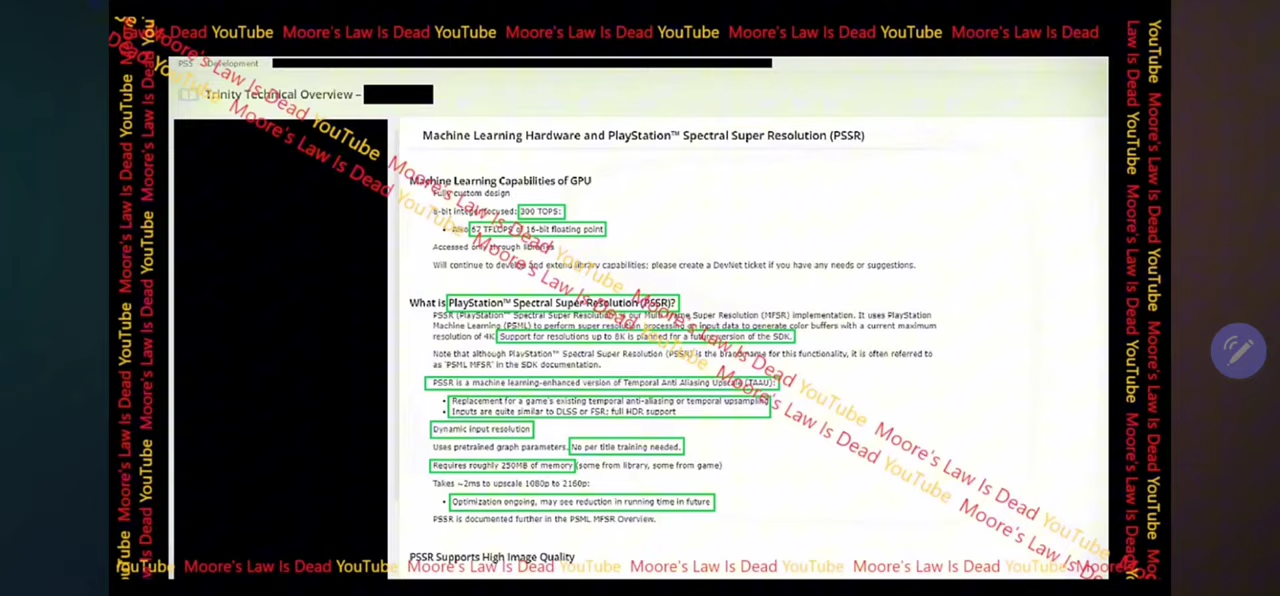 Moore's Law Is Dead YouTube Moore's Law Is Dead YouTube Moore's Law Is Dead YouTube Moore's Law Is Dead YouTube Moore's Law Is Dead
PS5 Development
Trinity Technical Overview –
Machine Learning Hardware and PlayStation™ Spectral Super Resolution (PSSR)
Machine Learning Capabilities of GPU
Fully custom design
8-bit integer focused: 300 TOPS:
• Also 67 TFLOPS of 16-bit floating point
Accessed only through libraries
Will continue to develop and extend library capabilities; please create a DevNet ticket if you have any needs or suggestions.
What is PlayStation™ Spectral Super Resolution (PSSR)?
PSSR (PlayStation™ Spectral Super Resolution) is our Multi-Frame Super Resolution (MFSR) implementation. It uses PlayStation
Machine Learning (PSML) to perform super resolution processing on input data to generate color buffers with a current maximum
resolution of 4K. Support for resolutions up to 8K is planned for a future version of the SDK.
Note that although PlayStation™ Spectral Super Resolution (PSSR) is the brand name for this functionality, it is often referred to
as 'PSML MFSR' in the SDK documentation.
PSSR is a machine learning-enhanced version of Temporal Anti Aliasing Upscale (TAAU):
• Replacement for a game's existing temporal anti-aliasing or temporal upsampling
• Inputs are quite similar to DLSS or FSR; full HDR support
Dynamic input resolution
Uses pretrained graph parameters. No per title training needed.
Requires roughly 250MB of memory (some from library, some from game)
Takes ~2ms to upscale 1080p to 2160p:
• Optimization ongoing, may see reduction in running time in future
PSSR is documented further in the PSML MFSR Overview.
PSSR Supports High Image Quality
YouTube Moore's Law Is Dead YouTube Moore's Law Is Dead YouTube Moore's Law Is Dead YouTube Moore's Law Is Dead YouTube Moore's